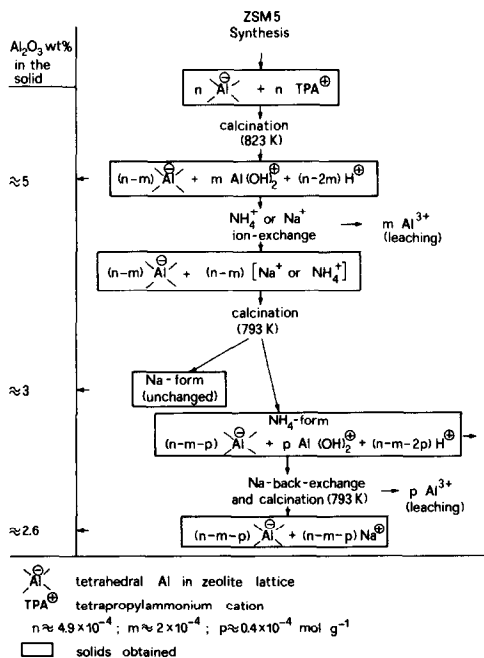 ZSM5
Synthesis
Al₂O₃ wt%
in the
solid
n Al⊖ + n TPA⊕
calcination
(823 K)
≈5
(n-m) Al⊖ + m Al(OH)₂⊕ + (n-2m) H⊕
NH₄⁺ or Na⁺ → m Al³⁺
ion-exchange (leaching)
(n-m) Al⊖ + (n-m) [Na⁺ or NH₄⁺]
calcination
(793 K)
≈3
Na-form
(unchanged)
NH₄-form
(n-m-p) Al⊖ + p Al(OH)₂⊕ + (n-m-2p) H⊕
Na-back-exchange
and calcination (793 K) → p Al³⁺
(leaching)
≈2.6
(n-m-p) Al⊖ + (n-m-p) Na⊕
Al⊖ tetrahedral Al in zeolite lattice
TPA⊕ tetrapropylammonium cation
n≈4.9×10⁻⁴ ; m≈2×10⁻⁴ ; p≈0.4×10⁻⁴ mol g⁻¹
solids obtained